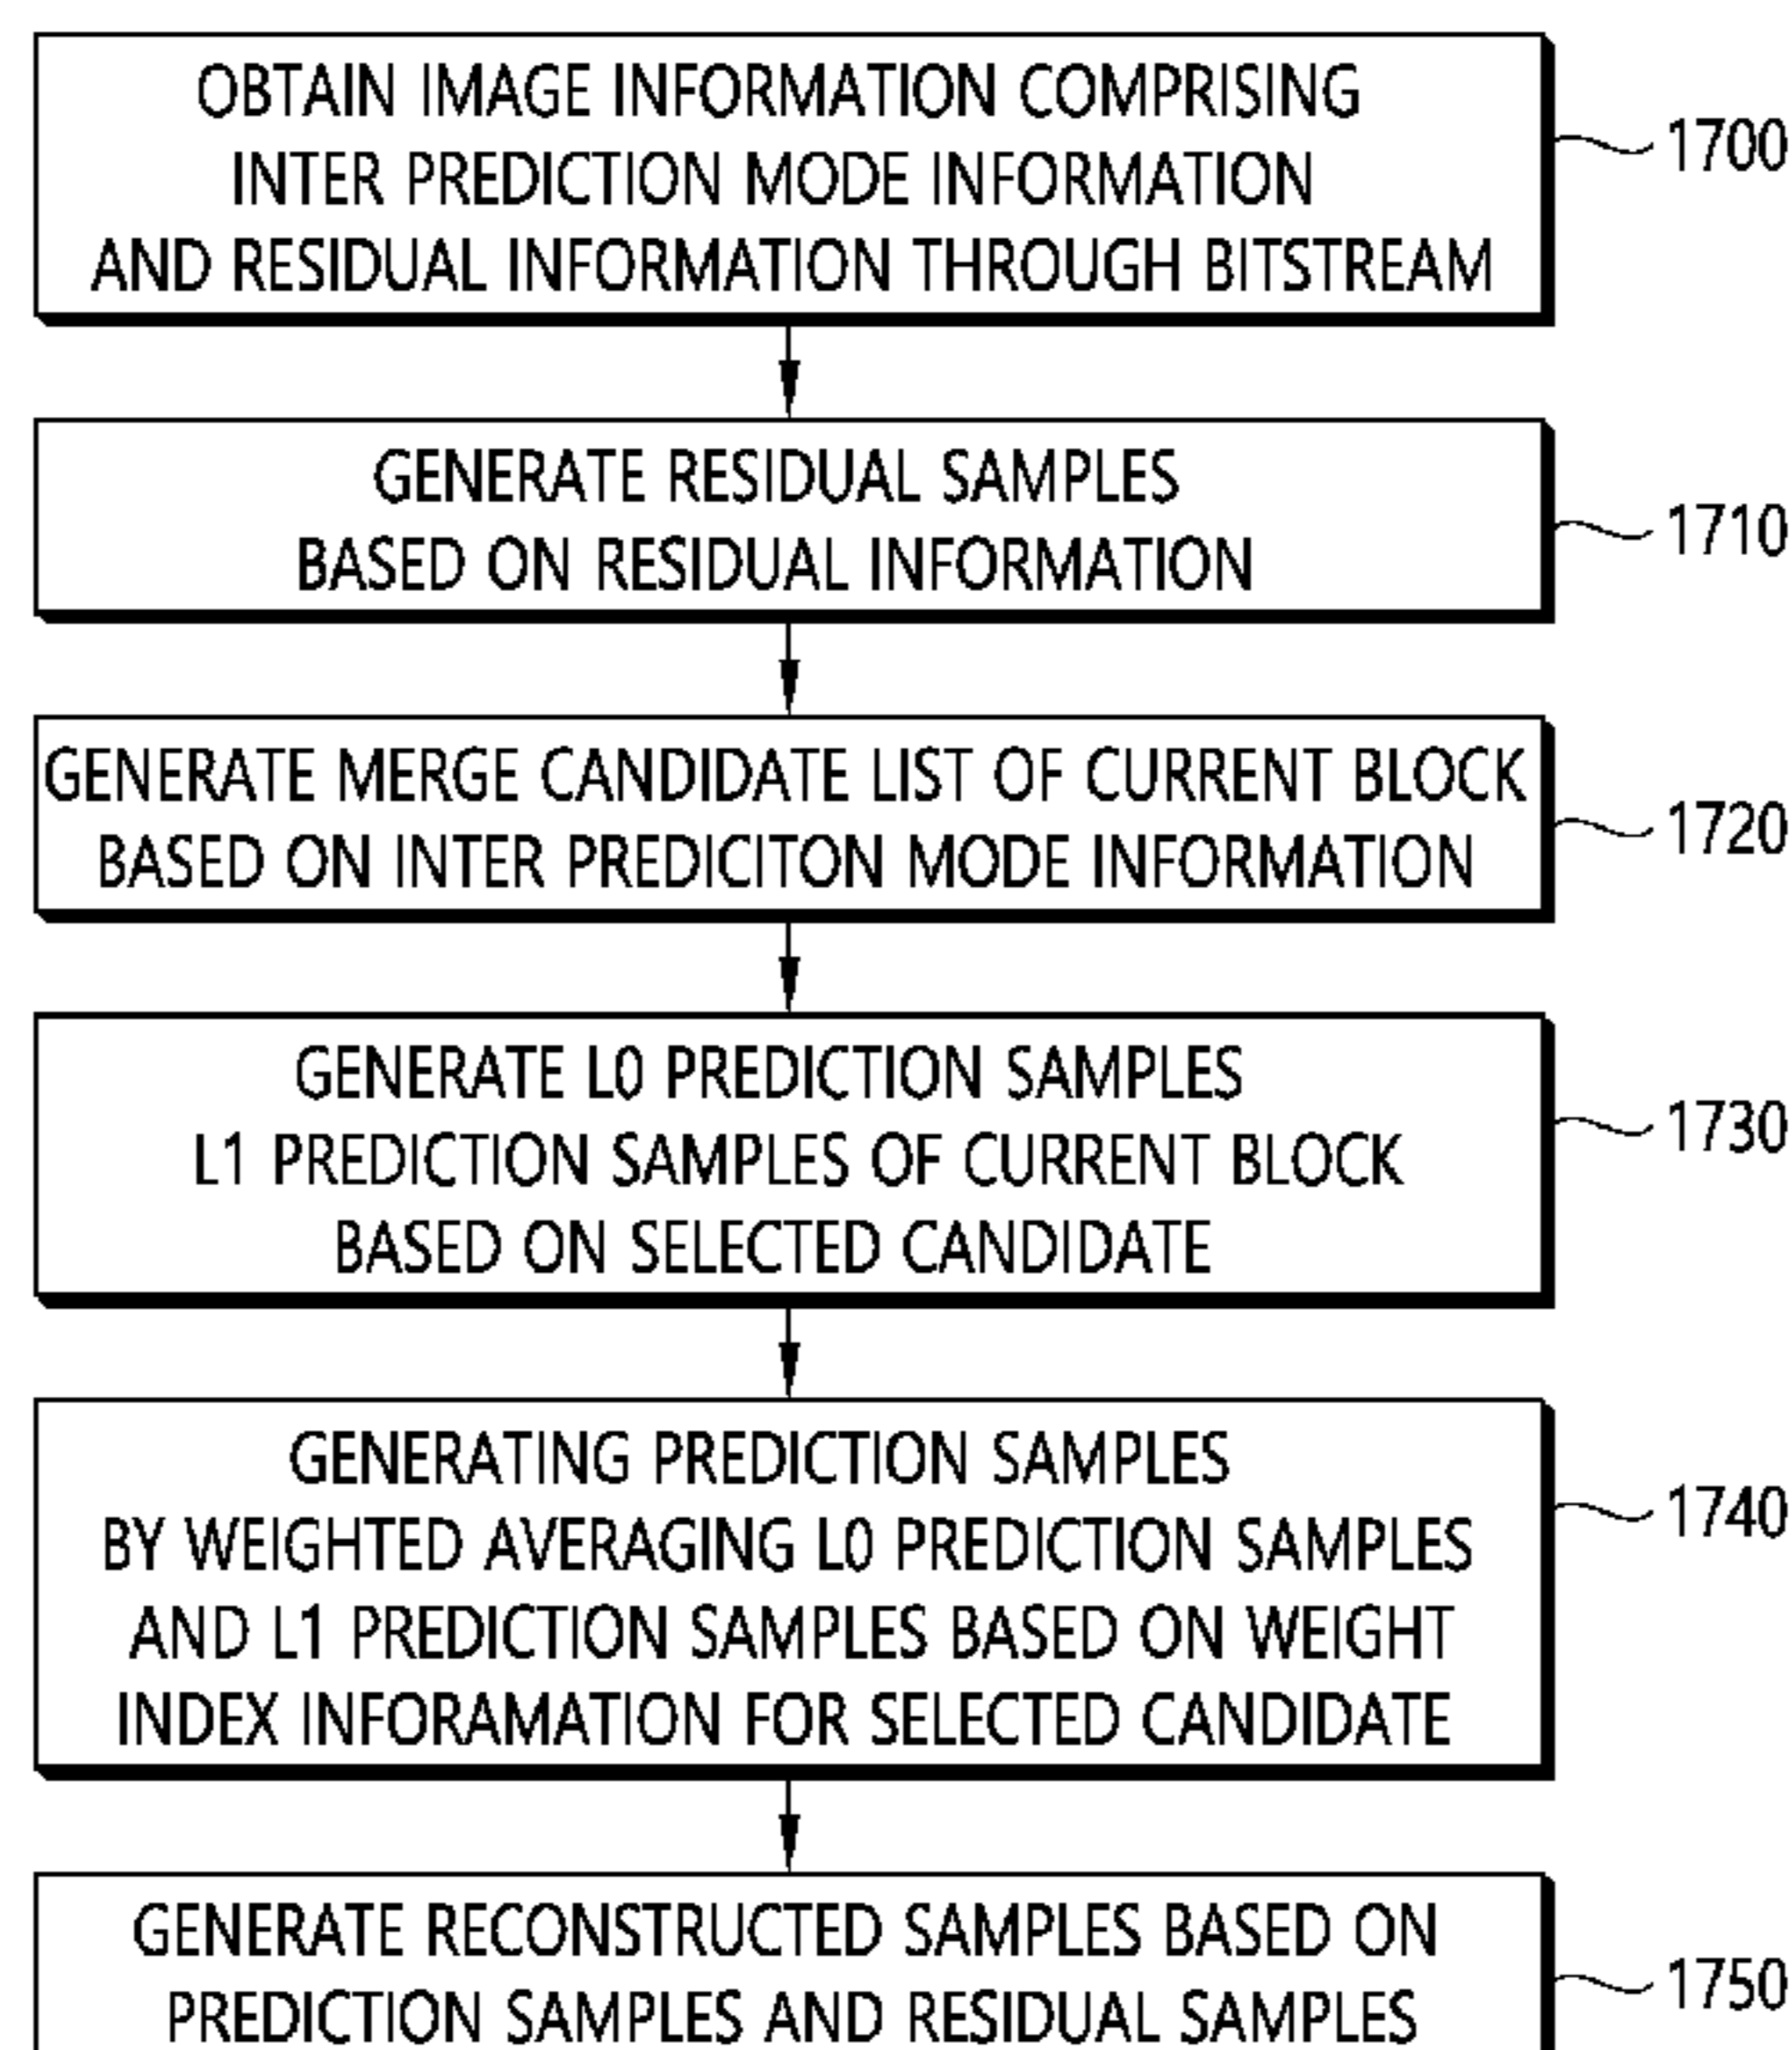 OBTAIN IMAGE INFORMATION COMPRISING
INTER PREDICTION MODE INFORMATION
AND RESIDUAL INFORMATION THROUGH BITSTREAM
1700
GENERATE RESIDUAL SAMPLES
BASED ON RESIDUAL INFORMATION
1710
GENERATE MERGE CANDIDATE LIST OF CURRENT BLOCK
BASED ON INTER PREDICITON MODE INFORMATION
1720
GENERATE L0 PREDICTION SAMPLES
L1 PREDICTION SAMPLES OF CURRENT BLOCK
BASED ON SELECTED CANDIDATE
1730
GENERATING PREDICTION SAMPLES
BY WEIGHTED AVERAGING L0 PREDICTION SAMPLES
AND L1 PREDICTION SAMPLES BASED ON WEIGHT
INDEX INFORAMATION FOR SELECTED CANDIDATE
1740
GENERATE RECONSTRUCTED SAMPLES BASED ON
PREDICTION SAMPLES AND RESIDUAL SAMPLES
1750